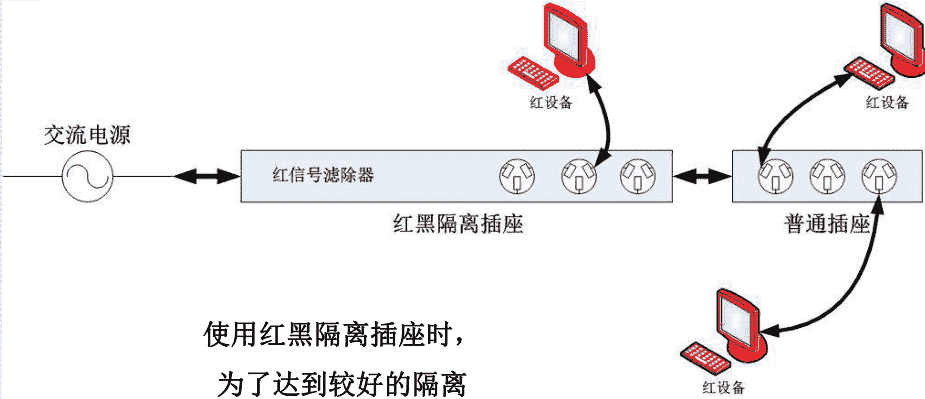 红设备
红设备
交流电源
红信号滤除器
红黑隔离插座
普通插座
使用红黑隔离插座时，
为了达到较好的隔离
红设备